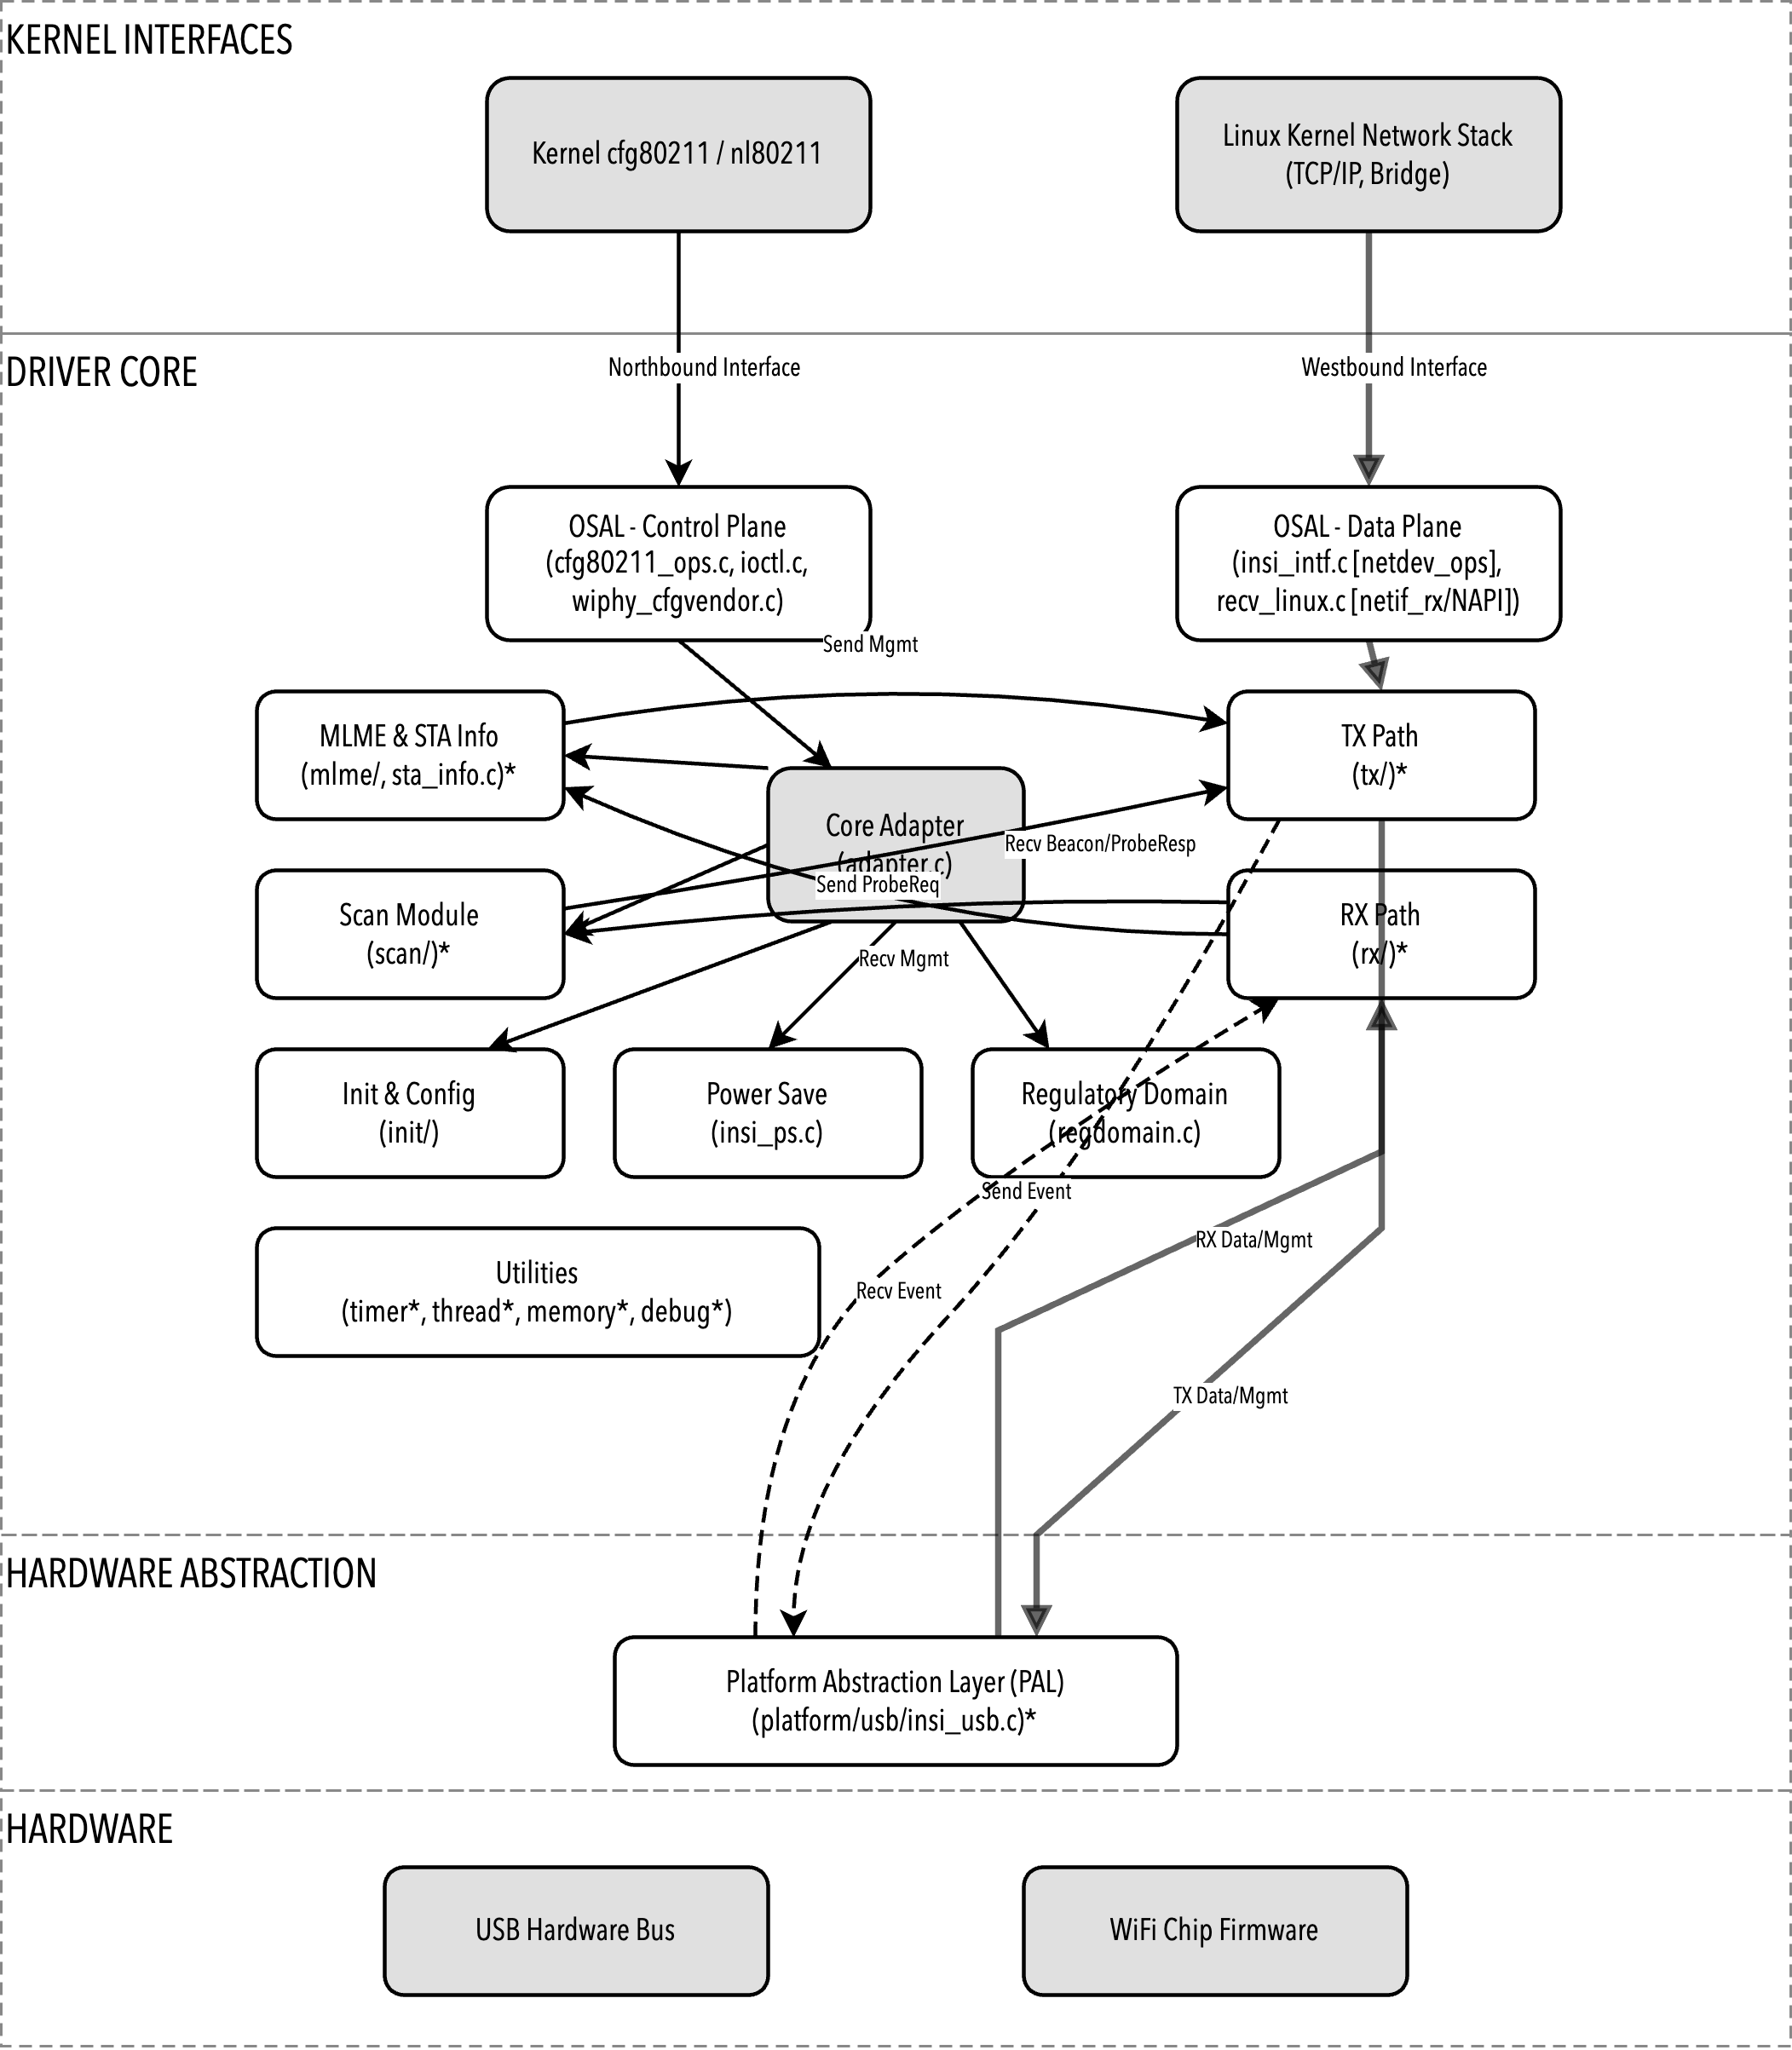 KERNEL INTERFACES
Kernel cfg80211 / nl80211
Linux Kernel Network Stack
(TCP/IP, Bridge)
DRIVER CORE
Northbound Interface
Westbound Interface
OSAL - Control Plane
(cfg80211_ops.c, ioctl.c,
wiphy_cfgvendor.c)
OSAL - Data Plane
(insi_intf.c [netdev_ops],
recv_linux.c [netif_rx/NAPI])
Send Mgmt
MLME & STA Info
(mlme/, sta_info.c)*
TX Path
(tx/)*
Core Adapter
(adapter.c)
Recv Beacon/ProbeResp
Send ProbeReq
Scan Module
(scan/)*
RX Path
(rx/)*
Recv Mgmt
Init & Config
(init/)
Power Save
(insi_ps.c)
Regulatory Domain
(regdomain.c)
Send Event
RX Data/Mgmt
Utilities
(timer*, thread*, memory*, debug*)
Recv Event
TX Data/Mgmt
HARDWARE ABSTRACTION
Platform Abstraction Layer (PAL)
(platform/usb/insi_usb.c)*
HARDWARE
USB Hardware Bus
WiFi Chip Firmware